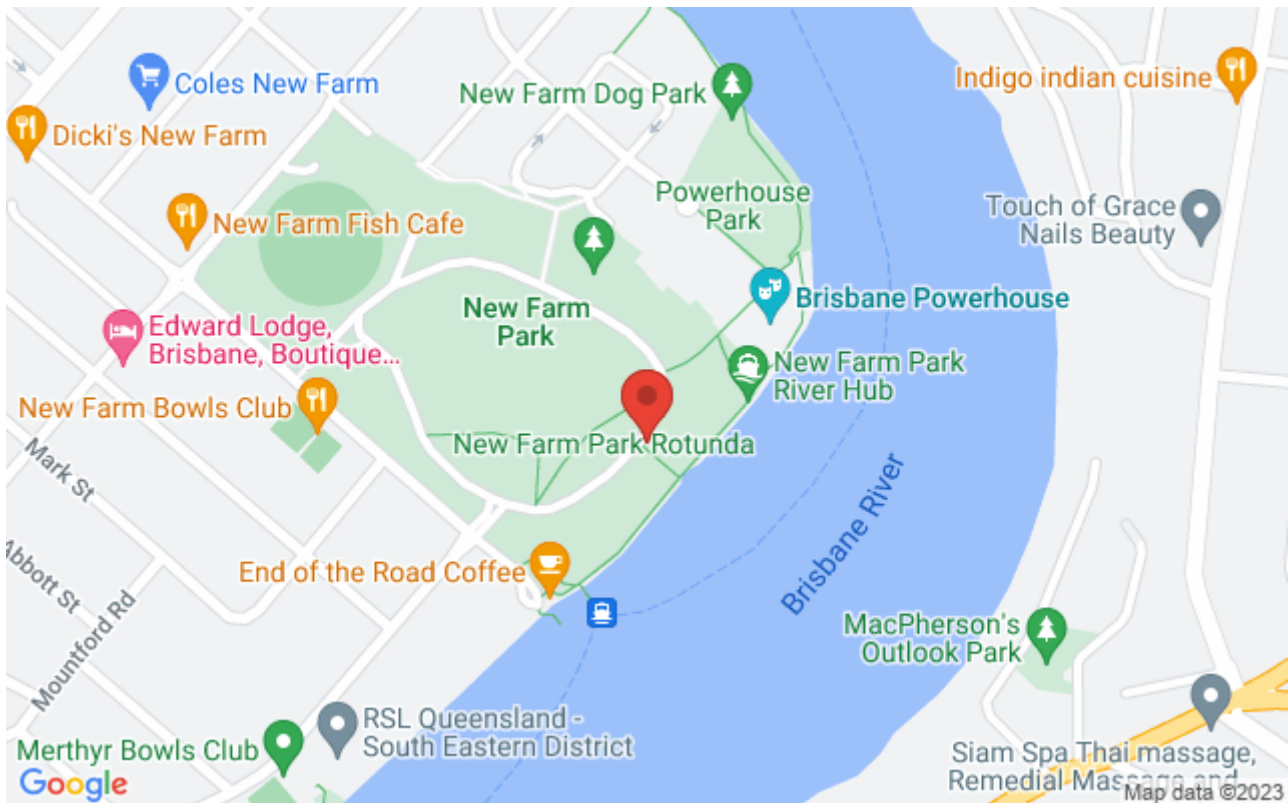 Coles New Farm
New Farm Dog Park
Indigo indian cuisine
Dicki's New Farm
Powerhouse
Park
Touch of Grace
Nails Beauty
New Farm Fish Cafe
New Farm
Park
Brisbane Powerhouse
Edward Lodge,
Brisbane, Boutique...
New Farm Park
River Hub
New Farm Bowls Club
New Farm Park Rotunda
Mark St
Brisbane River
Abbott St
End of the Road Coffee
Mountford Rd
MacPherson's
Outlook Park
RSL Queensland -
South Eastern District
Merthyr Bowls Club
Siam Spa Thai massage,
Remedial Massage and
Google
Map data ©2023